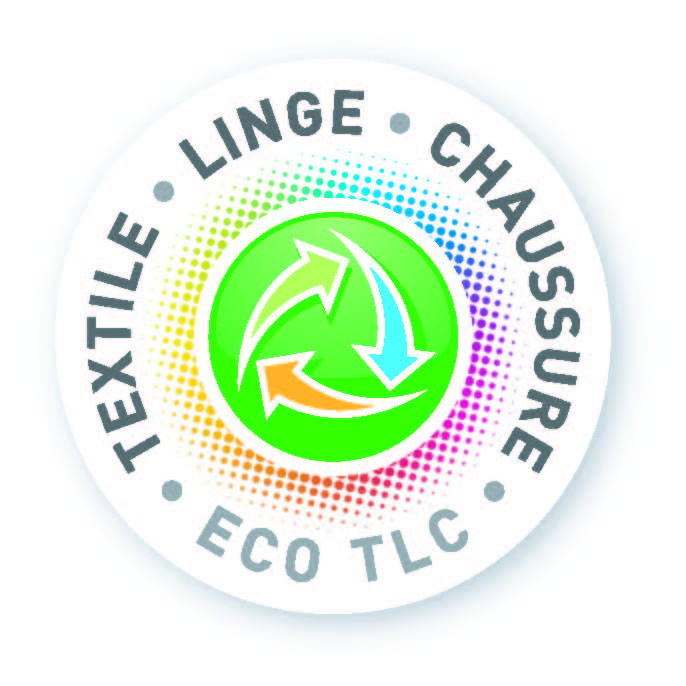 TEXTILE • LINGE • CHAUSSURE
• ECO TLC •